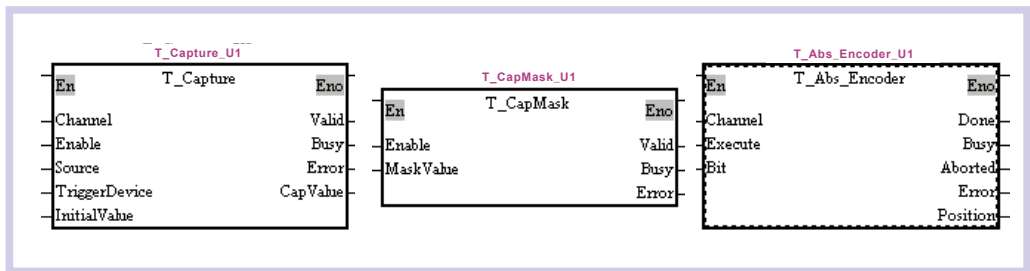 T_Capture_U1
T_Capture
En Eno
Channel Valid
Enable Busy
Source Error
TriggerDevice CapValue
InitialValue
T_CapMask_U1
T_CapMask
En Eno
Enable Valid
MaskValue Busy
Error
T_Abs_Encoder_U1
T_Abs_Encoder
En Eno
Channel Done
Execute Busy
Bit Aborted
Error
Position